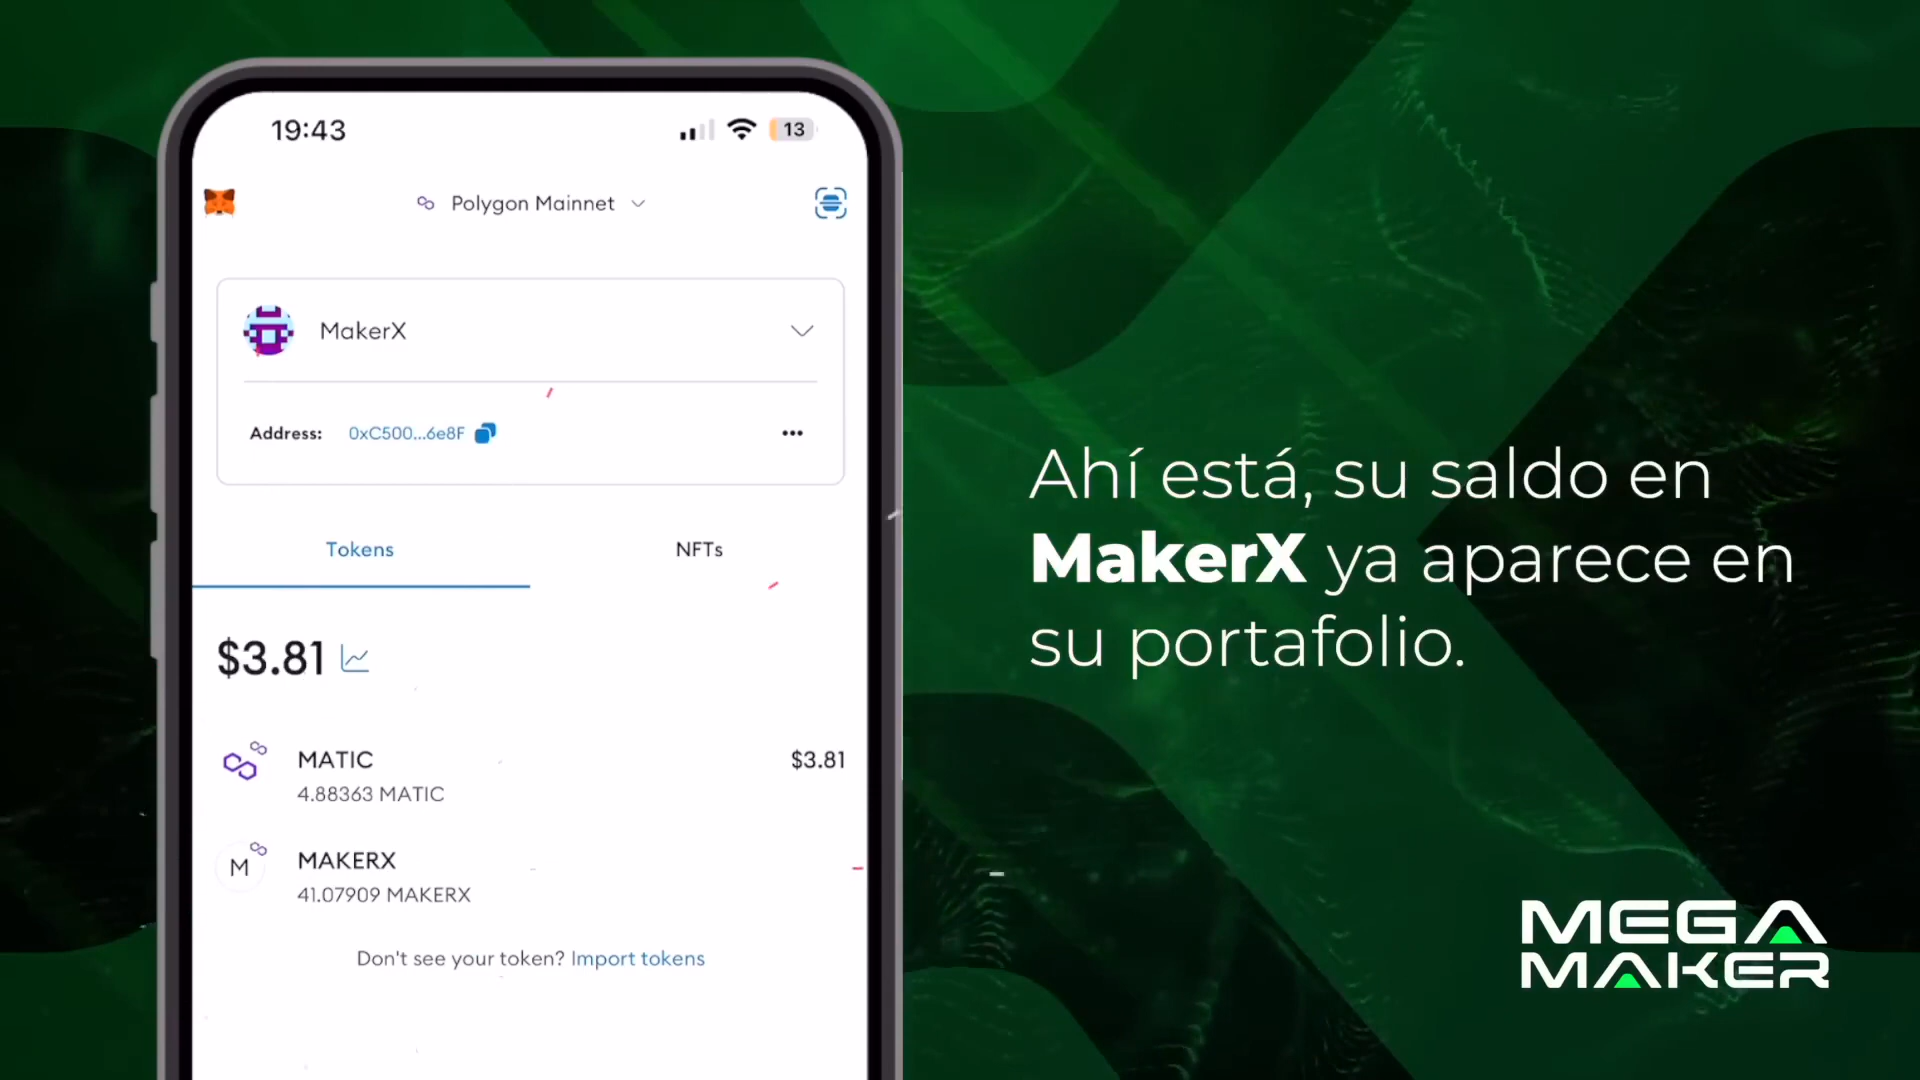 19:43
13
Polygon Mainnet
MakerX
Address: 0xC500...6e8F
Tokens
NFTs
$3.81
MATIC
$3.81
4.88363 MATIC
M
MAKERX
41.07909 MAKERX
Don't see your token? Import tokens
Ahí está, su saldo en
MakerX ya aparece en
su portafolio.
MEGA
MAKER